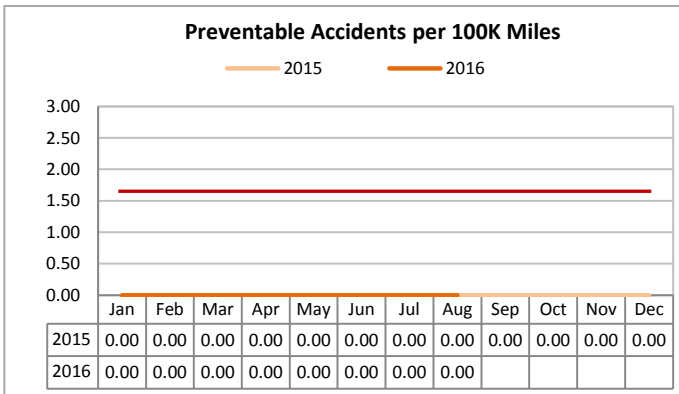 Preventable Accidents per 100K Miles
2015 2016
3.00
2.50
2.00
1.50
1.00
0.50
0.00
Jan Feb Mar Apr May Jun Jul Aug Sep Oct Nov Dec
2015 0.00 0.00 0.00 0.00 0.00 0.00 0.00 0.00 0.00 0.00 0.00 0.00
2016 0.00 0.00 0.00 0.00 0.00 0.00 0.00 0.00